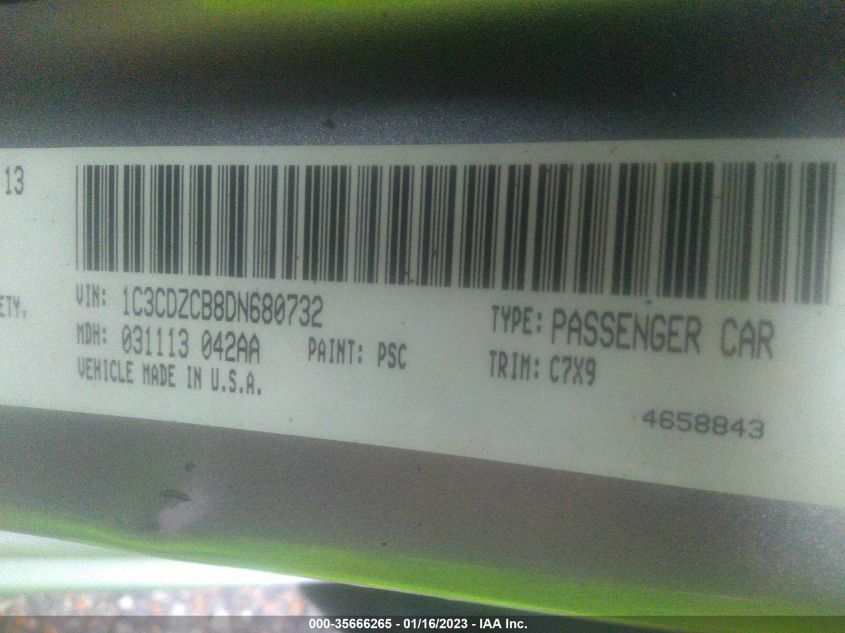 13
ETY.
VIN: 1C3CDZCB8DN680732
MDH: 031113 042AA
PAINT: PSC
VEHICLE MADE IN U.S.A.
TYPE: PASSENGER CAR
TRIM: C7X9
4658843
000-35666265 - 01/16/2023 - IAA Inc.